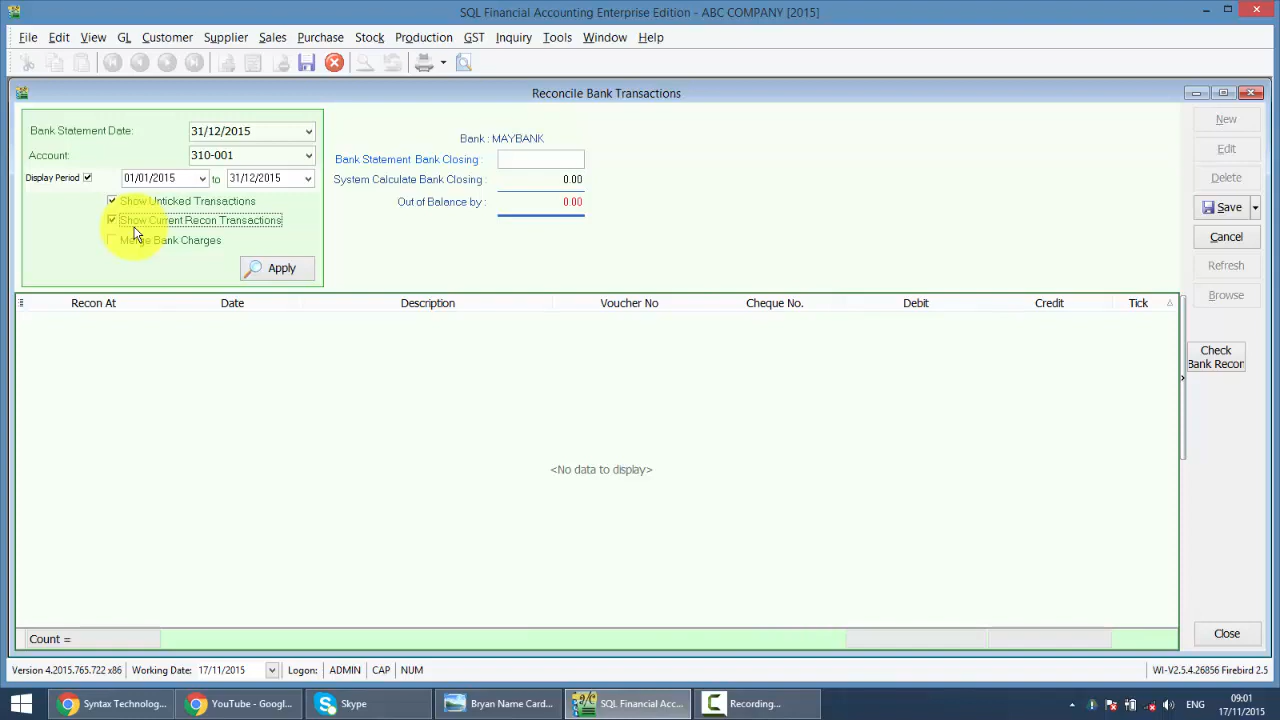 SQL Financial Accounting Enterprise Edition - ABC COMPANY [2015]
File Edit View GL Customer Supplier Sales Purchase Stock Production GST Inquiry Tools Window Help
Reconcile Bank Transactions
Bank Statement Date: 31/12/2015
Account: 310-001
Display Period 01/01/2015 to 31/12/2015
Show Unticked Transactions
Show Current Recon Transactions
Merge Bank Charges
Apply
Bank : MAYBANK
Bank Statement Bank Closing :
System Calculate Bank Closing : 0.00
Out of Balance by : 0.00
New
Edit
Delete
Save
Cancel
Refresh
Browse
Check
Bank Recon
Close
Recon At Date Description Voucher No Cheque No. Debit Credit Tick
<No data to display>
Count =
Version 4.2015.765.722 x86 Working Date: 17/11/2015 Logon: ADMIN CAP NUM WI-V2.5.4.26856 Firebird 2.5
Syntax Technolog... YouTube - Googl... Skype Bryan Name Card... SQL Financial Acc... Recording... ENG 09:01
17/11/2015